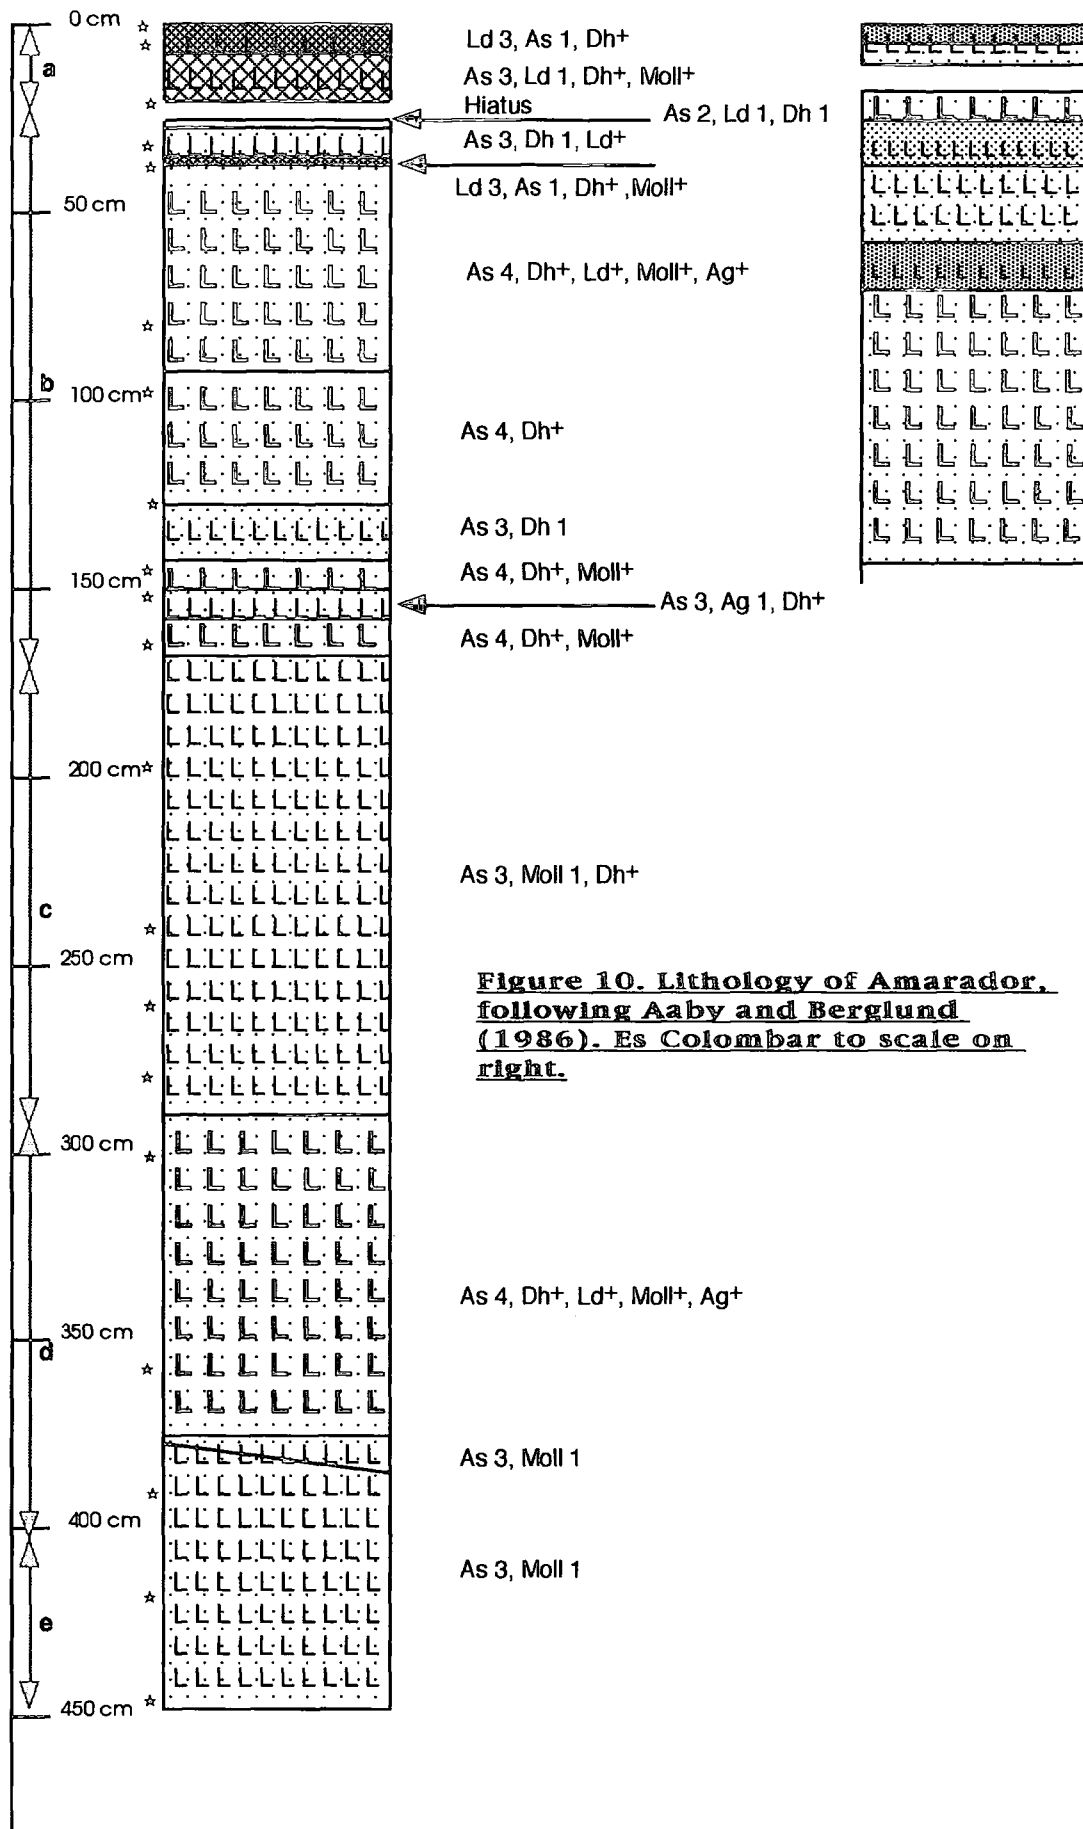 0 cm
Ld 3, As 1, Dh+
a
As 3, Ld 1, Dh+, Moll+
Hiatus
As 2, Ld 1, Dh 1
As 3, Dh 1, Ld+
Ld 3, As 1, Dh+ ,Moll+
50 cm
As 4, Dh+, Ld+, Moll+, Ag+
b
100 cm
As 4, Dh+
As 3, Dh 1
150 cm
As 4, Dh+, Moll+
As 3, Ag 1, Dh+
As 4, Dh+, Moll+
200 cm
As 3, Moll 1, Dh+
c
250 cm
Figure 10. Lithology of Amarador,
following Aaby and Berglund
(1986). Es Colombar to scale on
right.
300 cm
As 4, Dh+, Ld+, Moll+, Ag+
350 cm
d
As 3, Moll 1
400 cm
As 3, Moll 1
e
450 cm